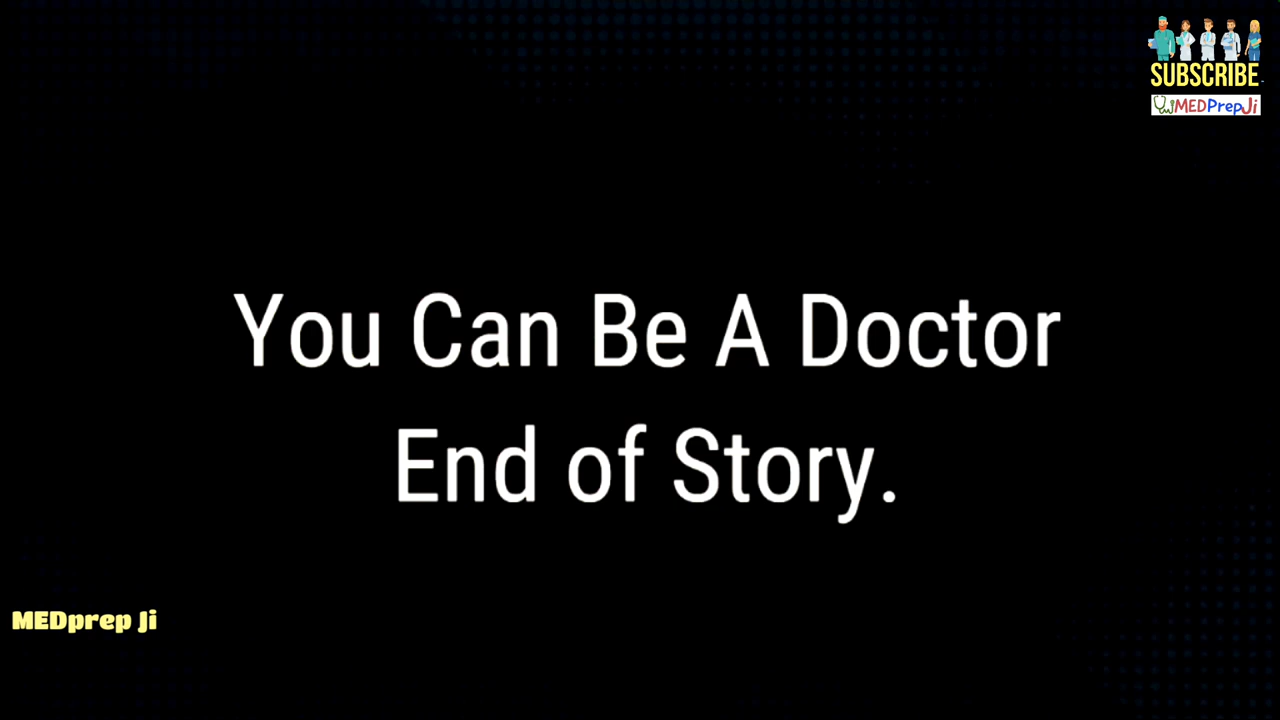 SUBSCRIBE
MEDPrepJi
You Can Be A Doctor
End of Story.
MEDprep Ji